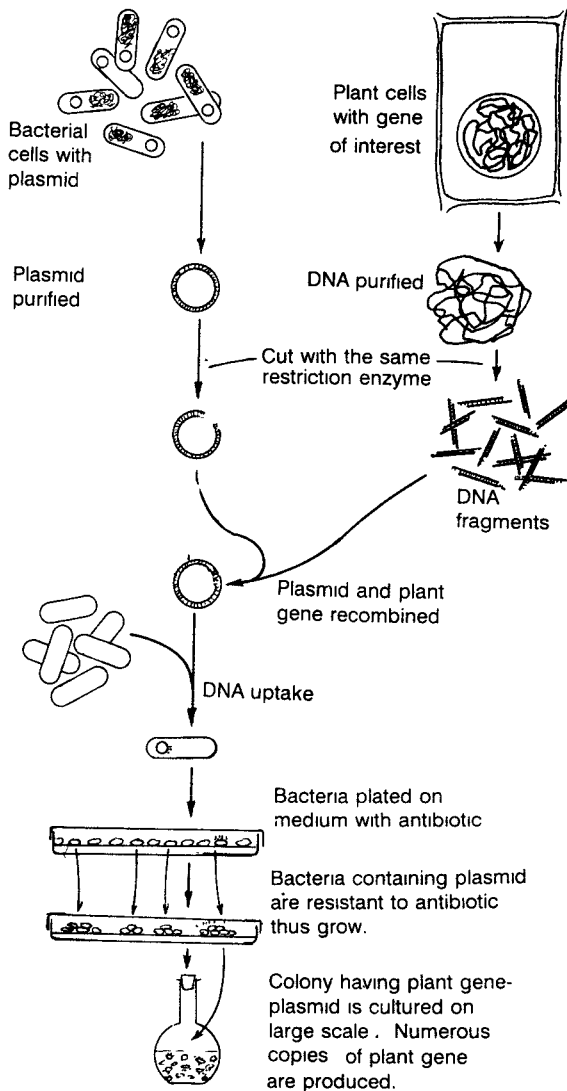 Bacterial
cells with
plasmid
Plant cells
with gene
of interest
Plasmid
purified
DNA purified
Cut with the same
restriction enzyme
DNA
fragments
Plasmid and plant
gene recombined
DNA uptake
Bacteria plated on
medium with antibiotic
Bacteria containing plasmid
are resistant to antibiotic
thus grow.
Colony having plant gene-
plasmid is cultured on
large scale. Numerous
copies of plant gene
are produced.